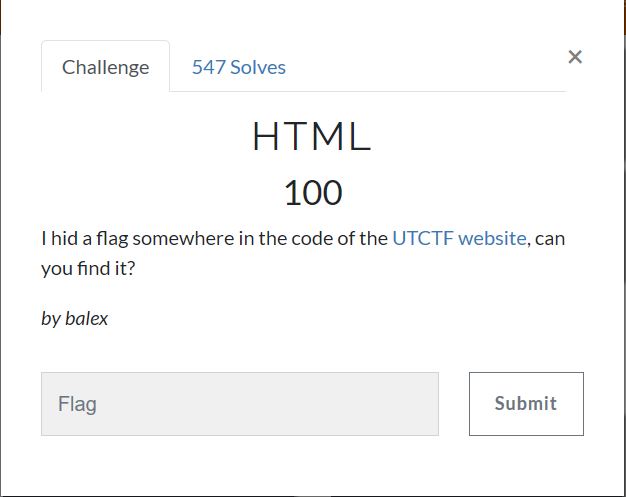 Challenge 547 Solves ×
HTML
100
I hid a flag somewhere in the code of the UTCTF website, can
you find it?
by balex
Flag Submit